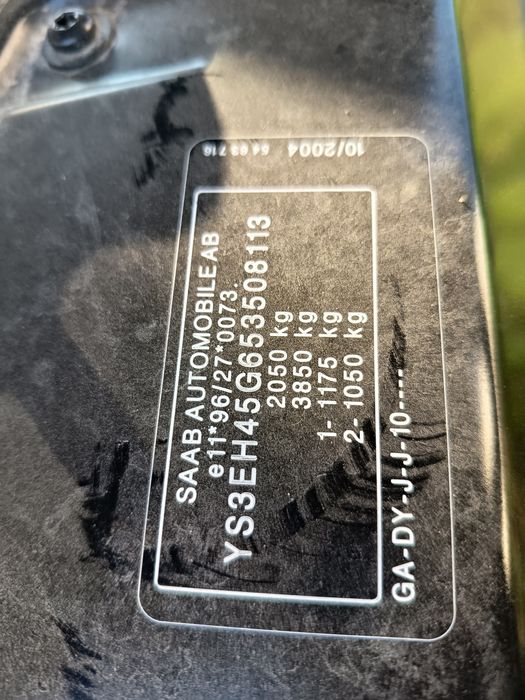 SAAB AUTOMOBILE AB
e11*96/27*0073.
YS3EH45G653508113
2050 kg
3850 kg
1- 1175 kg
2- 1050 kg
GA-DY-J-J-10----
10/2004